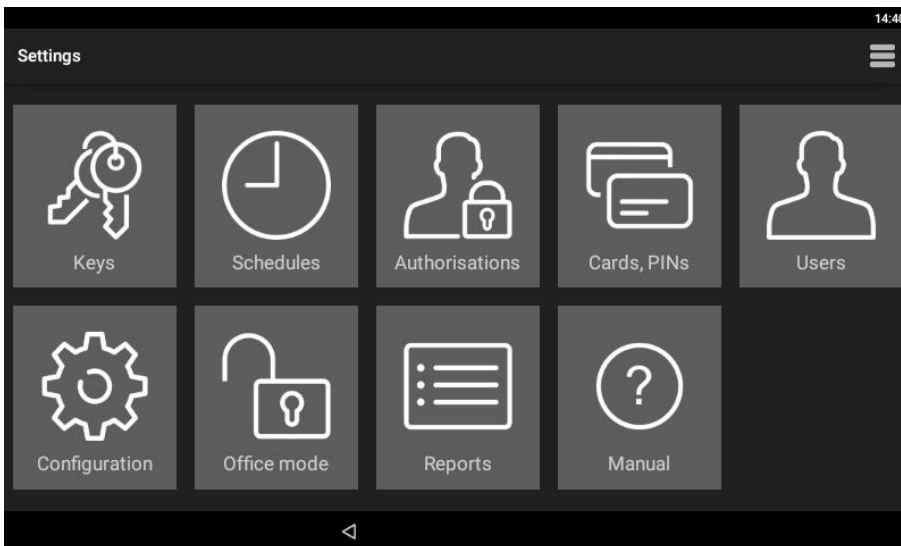 14:40
Settings
Keys
Schedules
Authorisations
Cards, PINs
Users
Configuration
Office mode
?
Reports
Manual